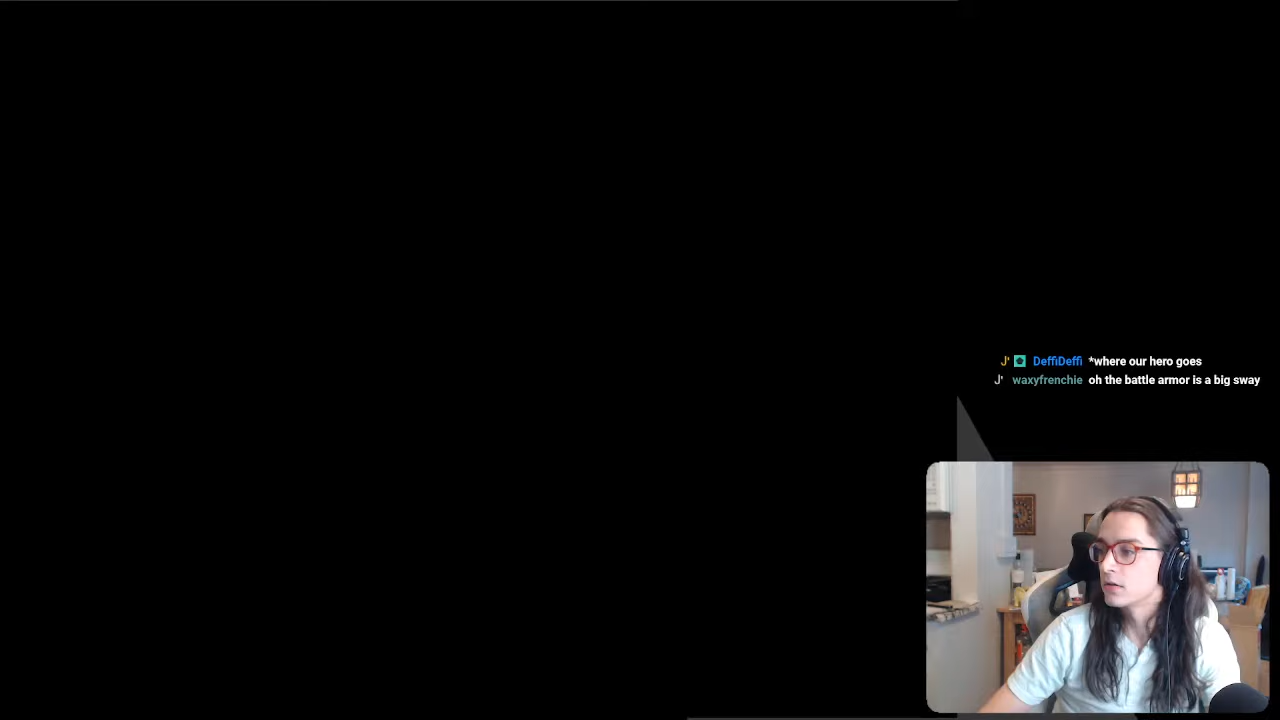 J' DeffiDeffi *where our hero goes
J' waxyfrenchie oh the battle armor is a big sway